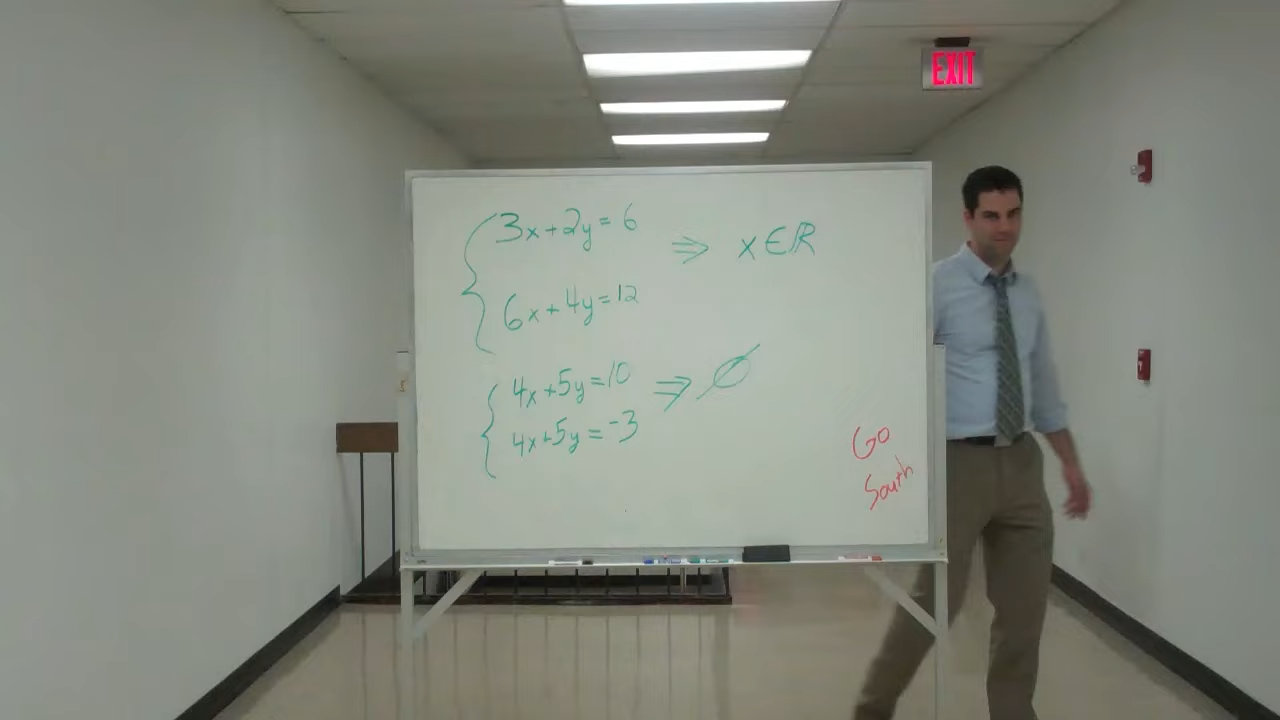 EXIT
3x+2y=6 ⇒ x∈ℝ
6x+4y=12
4x+5y=10 ⇒ ∅
4x+5y=-3
Go
South